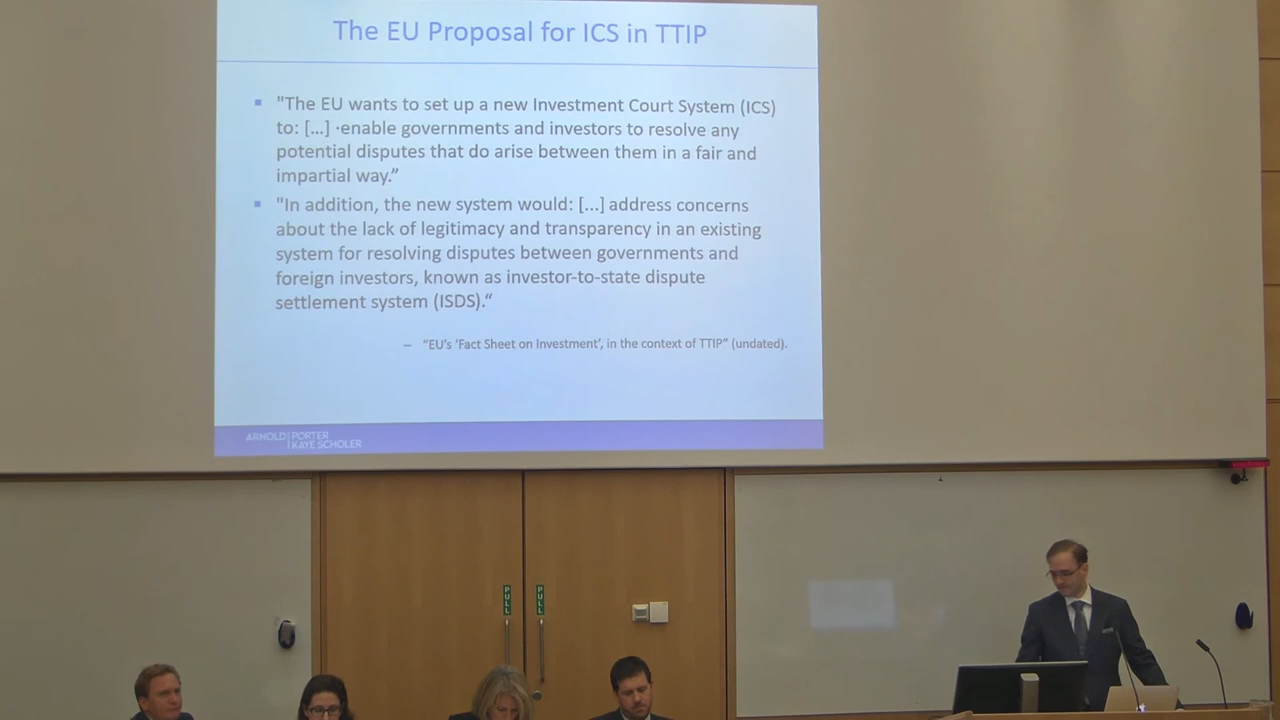 The EU Proposal for ICS in TTIP
"The EU wants to set up a new Investment Court System (ICS)
to: [...] ·enable governments and investors to resolve any
potential disputes that do arise between them in a fair and
impartial way.”
"In addition, the new system would: [...] address concerns
about the lack of legitimacy and transparency in an existing
system for resolving disputes between governments and
foreign investors, known as investor-to-state dispute
settlement system (ISDS).“
– “EU's ‘Fact Sheet on Investment’, in the context of TTIP” (undated).
ARNOLD PORTER
KAYE SCHOLER
PULL PULL